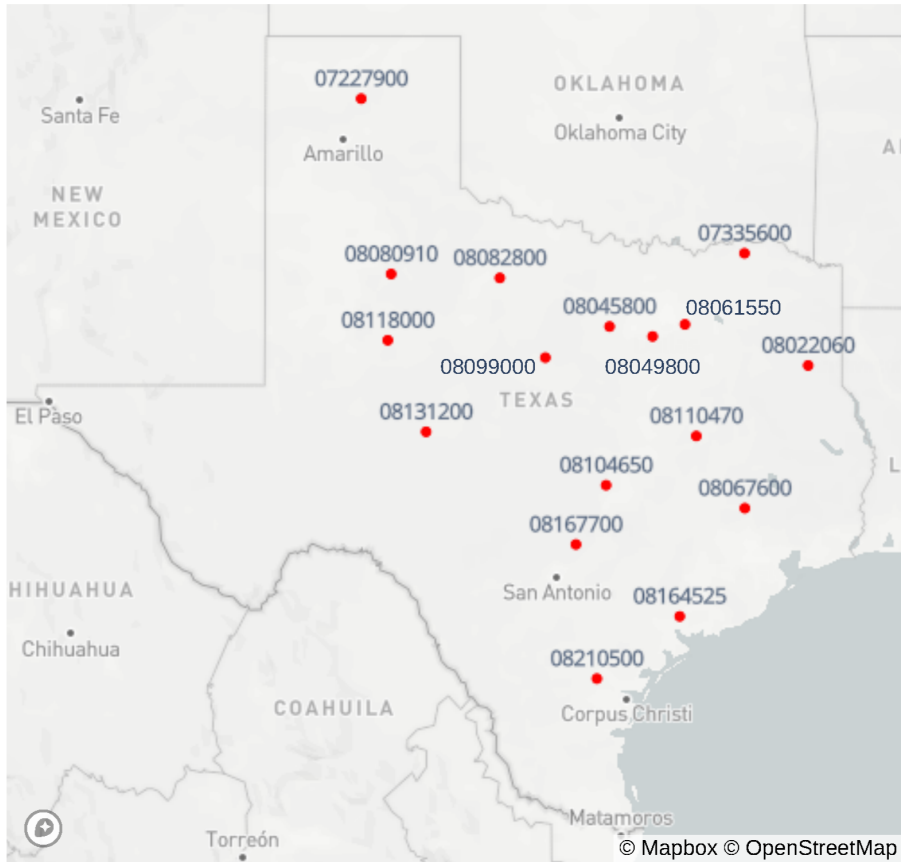 07227900
OKLAHOMA
Santa Fe
Oklahoma City
Amarillo
A
NEW
MEXICO
07335600
08080910
08082800
08045800
08061550
08118000
08022060
08099000
08049800
TEXAS
El Paso
08131200
08110470
08104650
L
08067600
08167700
HIHUAHUA
San Antonio
08164525
Chihuahua
08210500
COAHUILA
Corpus Christi
Matamoros
Torreón
© Mapbox © OpenStreetMap